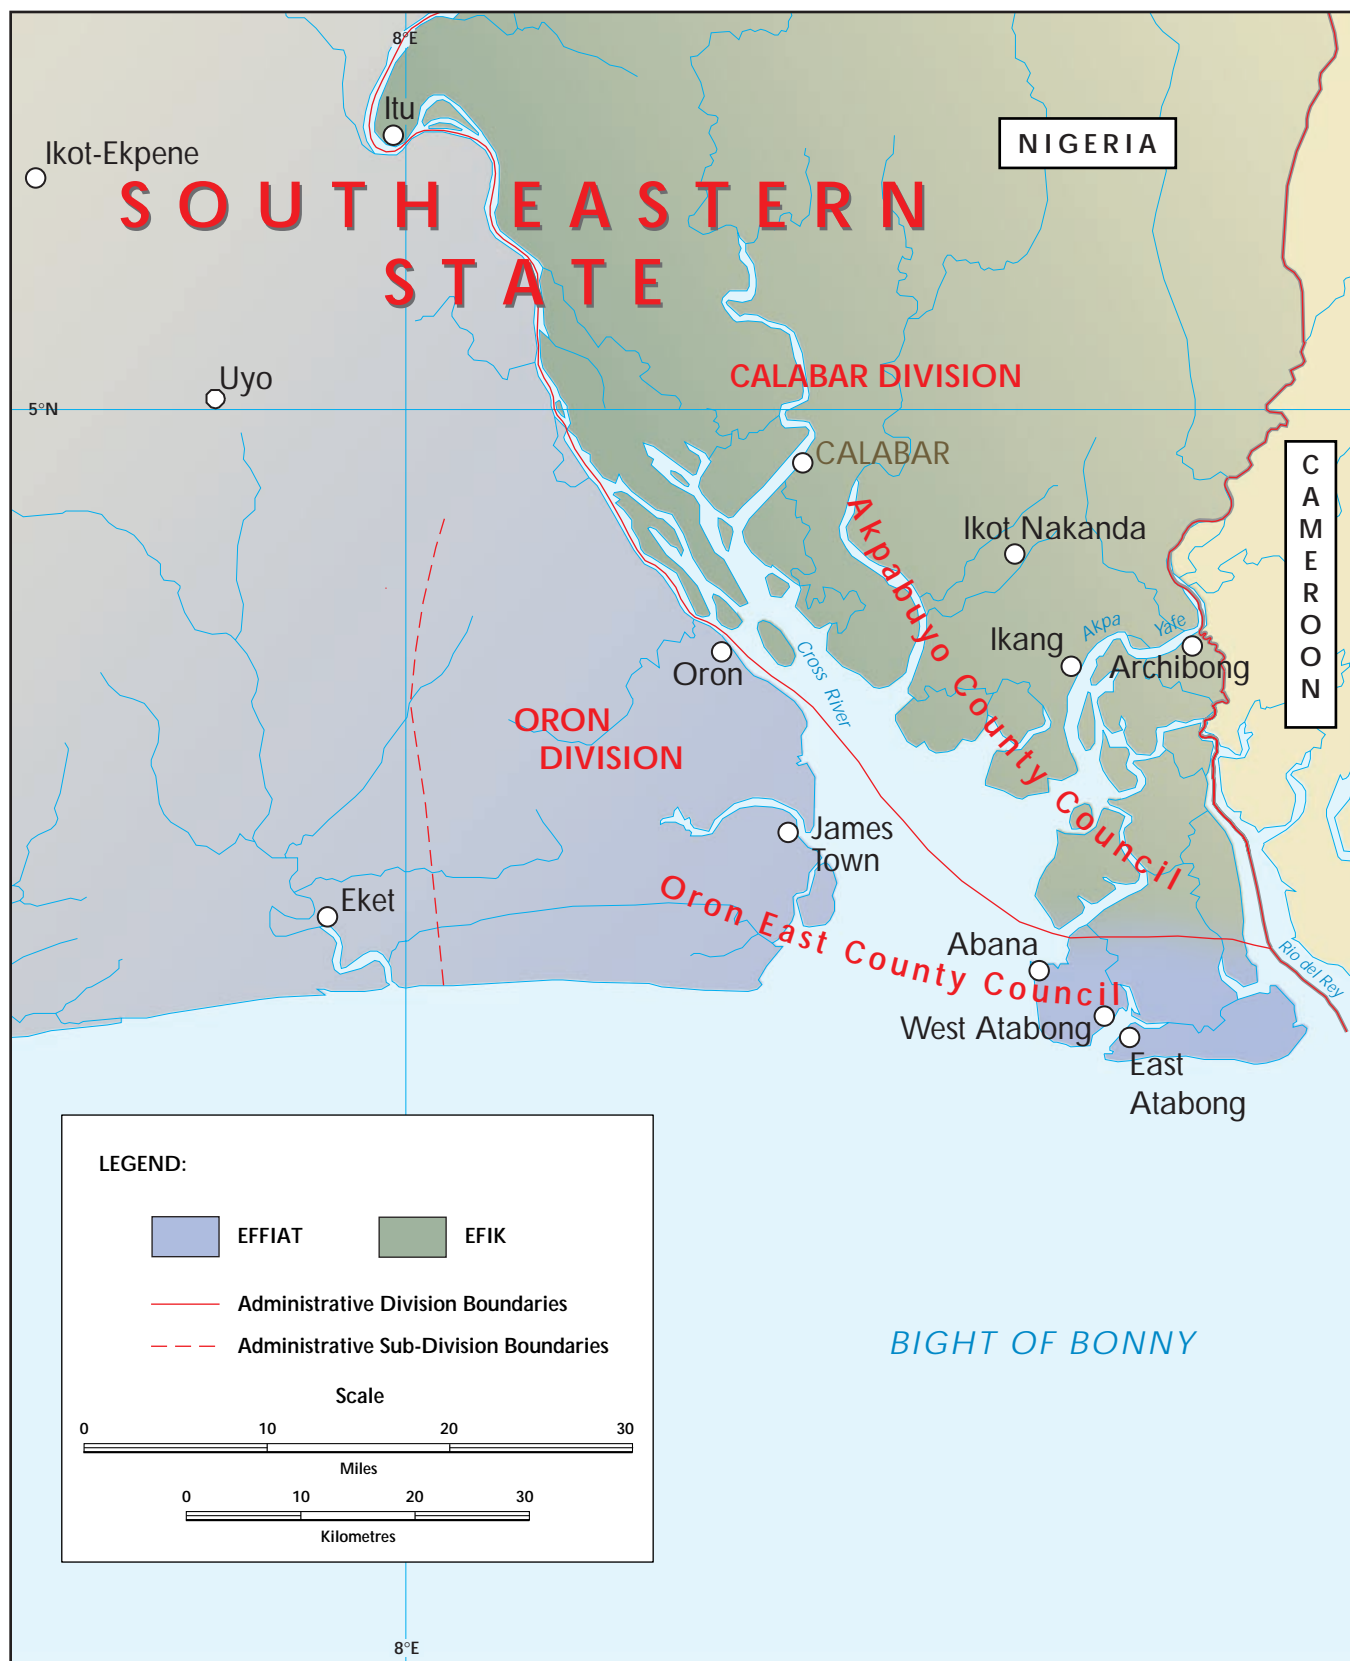 8°E
Itu
NIGERIA
Ikot-Ekpene
SOUTH EASTERN
STATE
Uyo
CALABAR DIVISION
5°N
CALABAR
CAMEROON
Akpabuyo County Council
Ikot Nakanda
Akpa Yafe
Ikang
Archibong
Oron
Cross River
ORON
DIVISION
James
Town
Oron East County Council
Eket
Abana
Rio del Rey
West Atabong
East
Atabong
LEGEND:
EFFIAT
EFIK
Administrative Division Boundaries
Administrative Sub-Division Boundaries
BIGHT OF BONNY
Scale
0 10 20 30
Miles
0 10 20 30
Kilometres
8°E